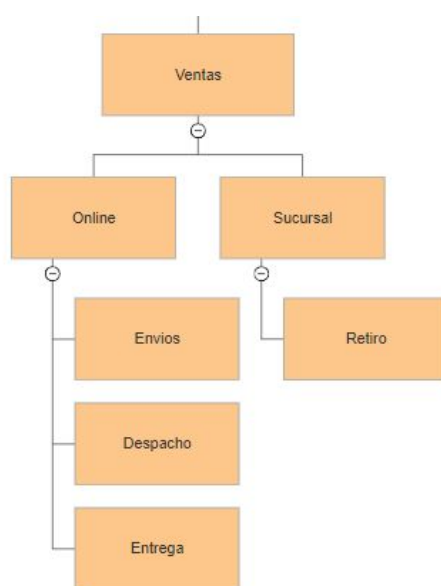 Ventas
Online
Sucursal
Envios
Retiro
Despacho
Entrega